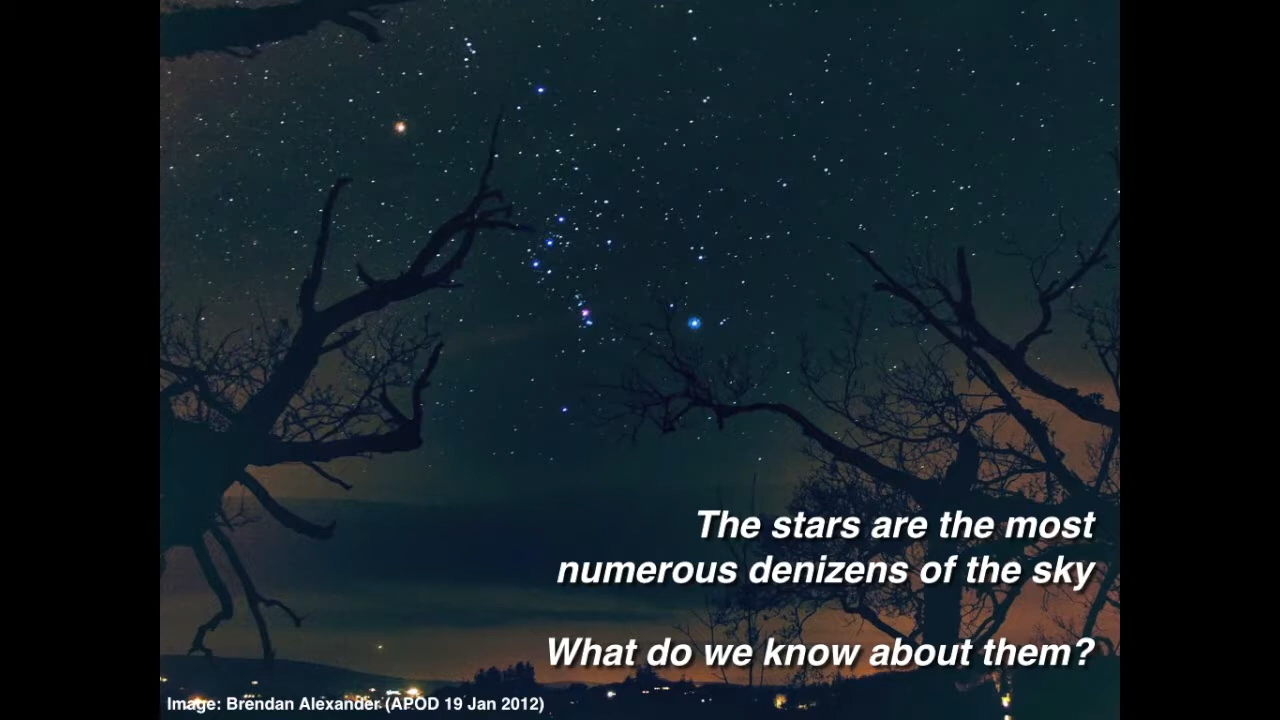 The stars are the most
numerous denizens of the sky
What do we know about them?
Image: Brendan Alexander (APOD 19 Jan 2012)